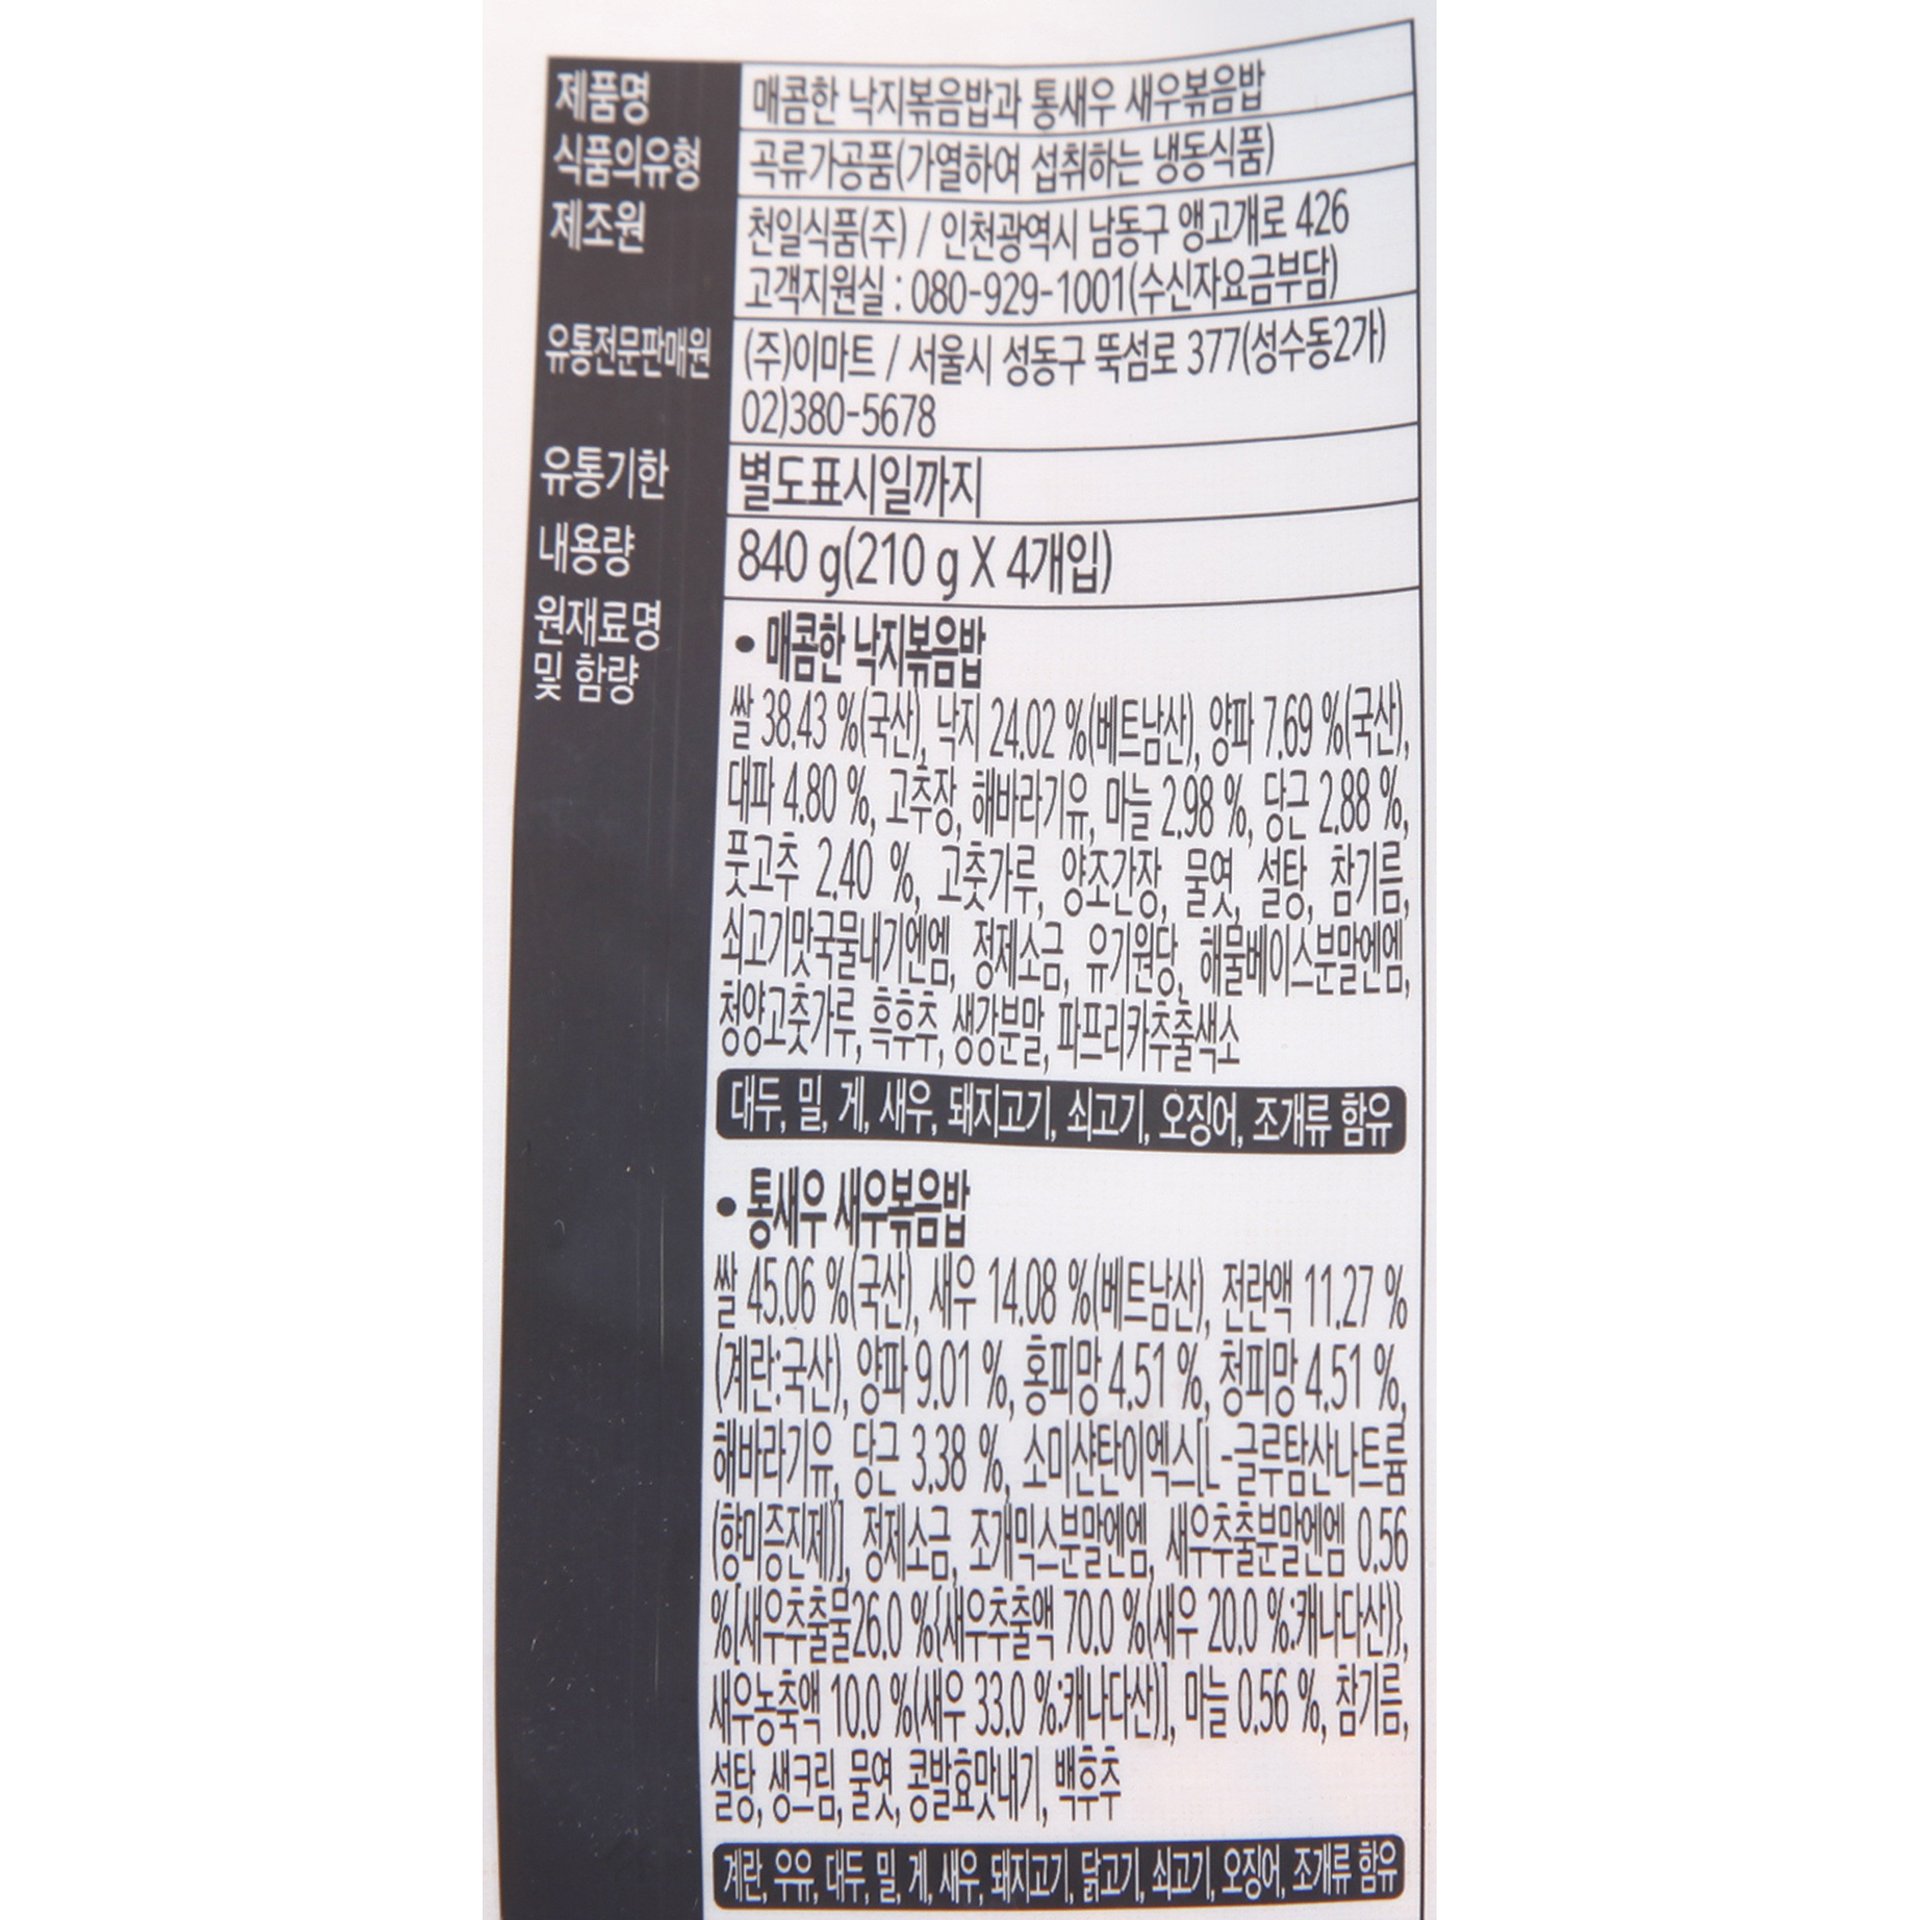 제품명 매콤한 낙지볶음밥과 통새우 새우볶음밥
식품의유형 곡류가공품(가열하여 섭취하는 냉동식품)
제조원 천일식품(주) / 인천광역시 남동구 앵고개로 426
고객지원실 : 080-929-1001(수신자요금부담)
유통전문판매원 (주)이마트 / 서울시 성동구 뚝섬로 377(성수동2가)
02)380-5678
유통기한 별도표시일까지
내용량 840 g(210 g X 4개입)
원재료명
및 함량
• 매콤한 낙지볶음밥
쌀 38.43 %(국산), 낙지 24.02 %(베트남산), 양파 7.69 %(국산),
대파 4.80 %, 고추장, 해바라기유, 마늘 2.98 %, 당근 2.88 %,
풋고추 2.40 %, 고춧가루, 양조간장, 물엿, 설탕, 참기름,
쇠고기맛국물내기엔엠, 정제소금, 유기원당, 해물베이스분말엔엠,
청양고춧가루, 흑후추, 생강분말, 파프리카추출색소
대두, 밀, 게, 새우, 돼지고기, 쇠고기, 오징어, 조개류 함유
• 통새우 새우볶음밥
쌀 45.06 %(국산), 새우 14.08 %(베트남산), 전란액 11.27 %
(계란:국산), 양파 9.01 %, 홍피망 4.51 %, 청피망 4.51 %,
해바라기유, 당근 3.38 %, 소미샨탄이엑스[L-글루탐산나트륨
(향미증진제)], 정제소금, 조개믹스분말엔엠, 새우추출분말엔엠 0.56
%[새우추출물26.0 %{새우추출액 70.0 %(새우 20.0 %:캐나다산)},
새우농축액 10.0 %(새우 33.0 %:캐나다산)], 마늘 0.56 %, 참기름,
설탕, 생크림, 물엿, 콩발효맛내기, 백후추
계란, 우유, 대두, 밀, 게, 새우, 돼지고기, 닭고기, 쇠고기, 오징어, 조개류 함유